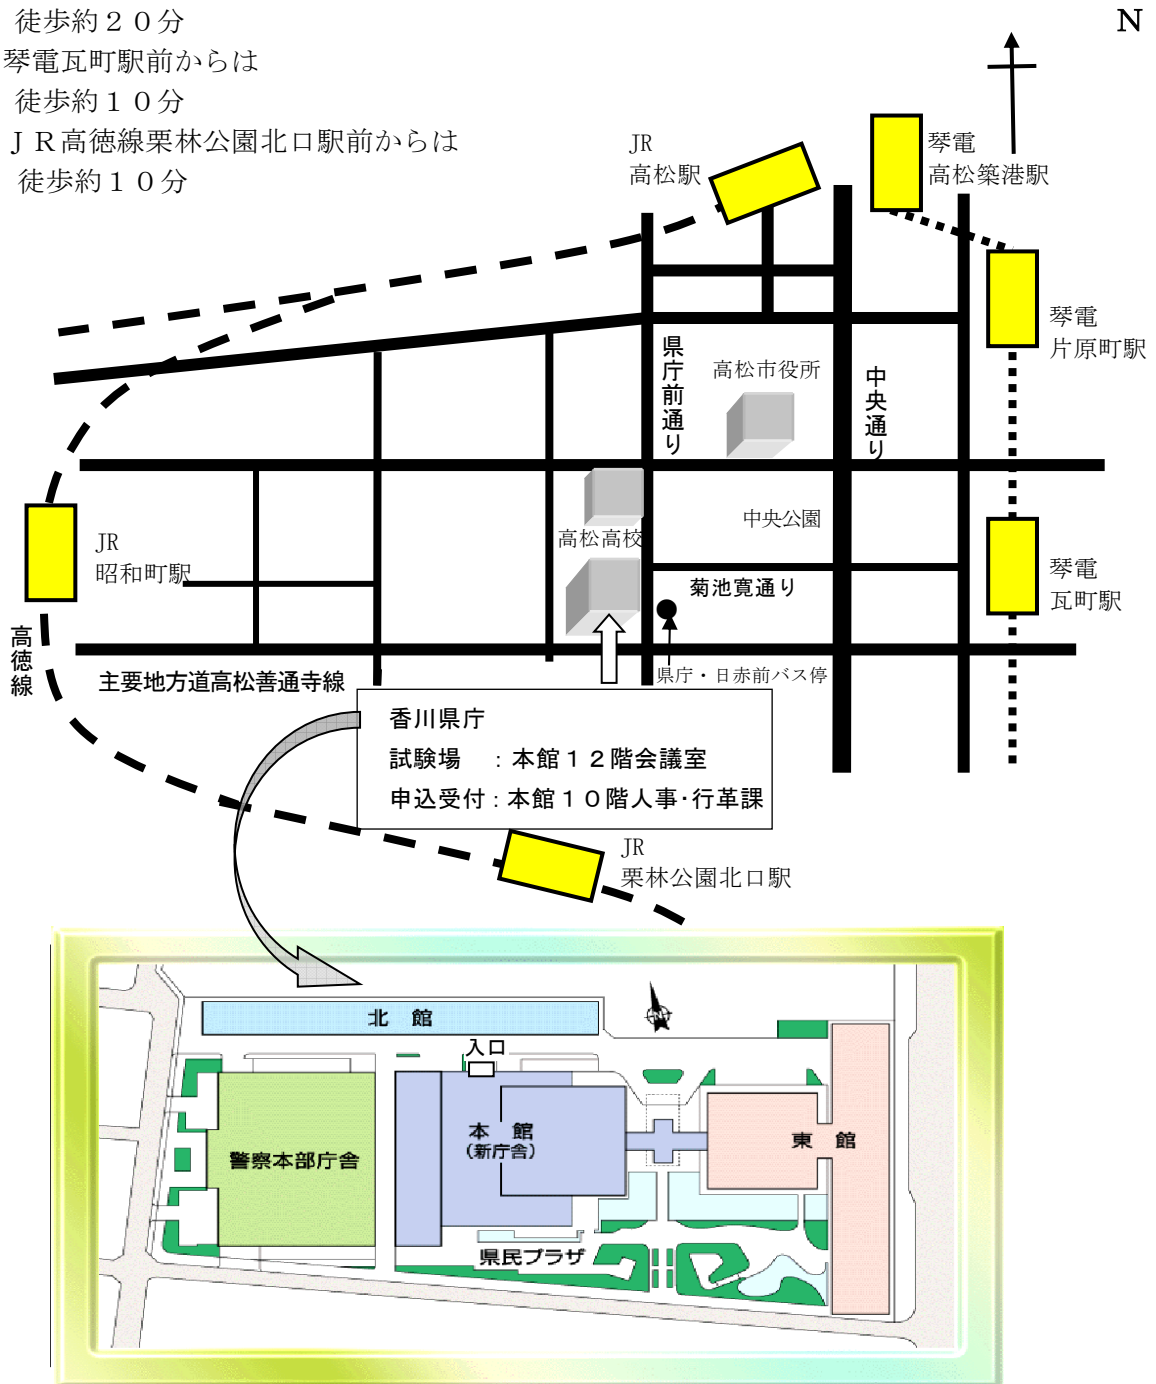 徒歩約２０分
琴電瓦町駅前からは
徒歩約１０分
ＪＲ高徳線栗林公園北口駅前からは
徒歩約１０分
N
JR
高松駅
琴電
高松築港駅
琴電
片原町駅
県庁前通り
高松市役所
中央通り
高松高校
中央公園
JR
昭和町駅
菊池寛通り
琴電
瓦町駅
高徳線
主要地方道高松善通寺線
県庁・日赤前バス停
香川県庁
試験場　：本館１２階会議室
申込受付：本館１０階人事・行革課
JR
栗林公園北口駅
北　館
入口
本　館
（新庁舎）
東　館
警察本部庁舎
県民プラザ